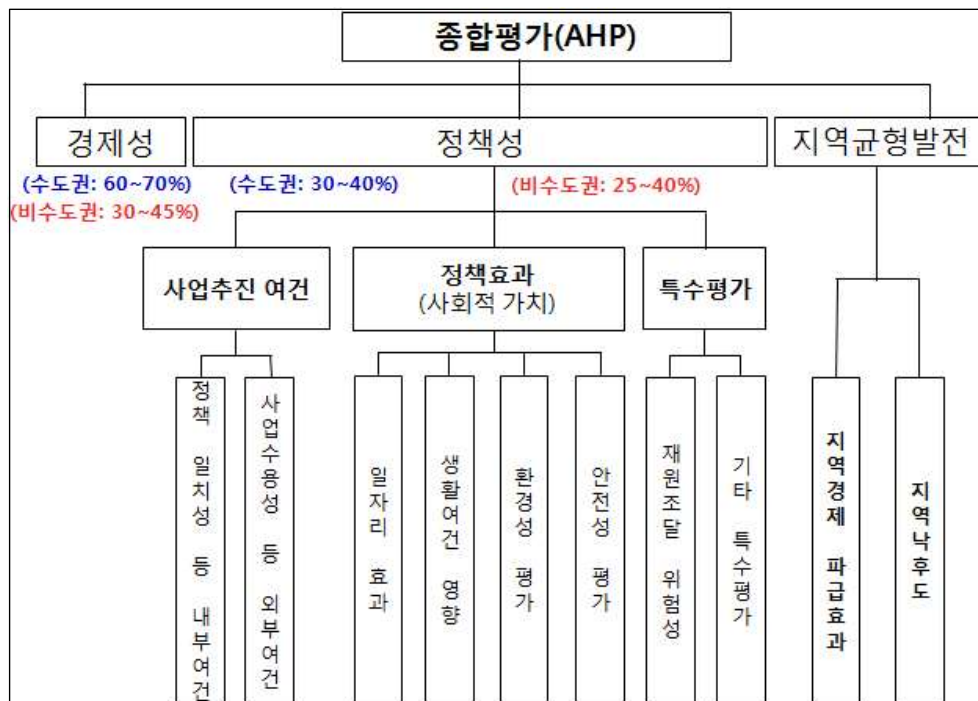 종합평가(AHP)
경제성
정책성
지역균형발전
(수도권: 60~70%)
(수도권: 30~40%)
(비수도권: 25~40%)
(비수도권: 30~45%)
사업추진 여건
정책효과
(사회적 가치)
특수평가
정책 일치성 등 내부여건
사업수용성 등 외부여건
일자리 효과
생활여건 영향
환경성 평가
안전성 평가
재원조달 위험성
기타 특수평가
지역경제 파급효과
지역낙후도